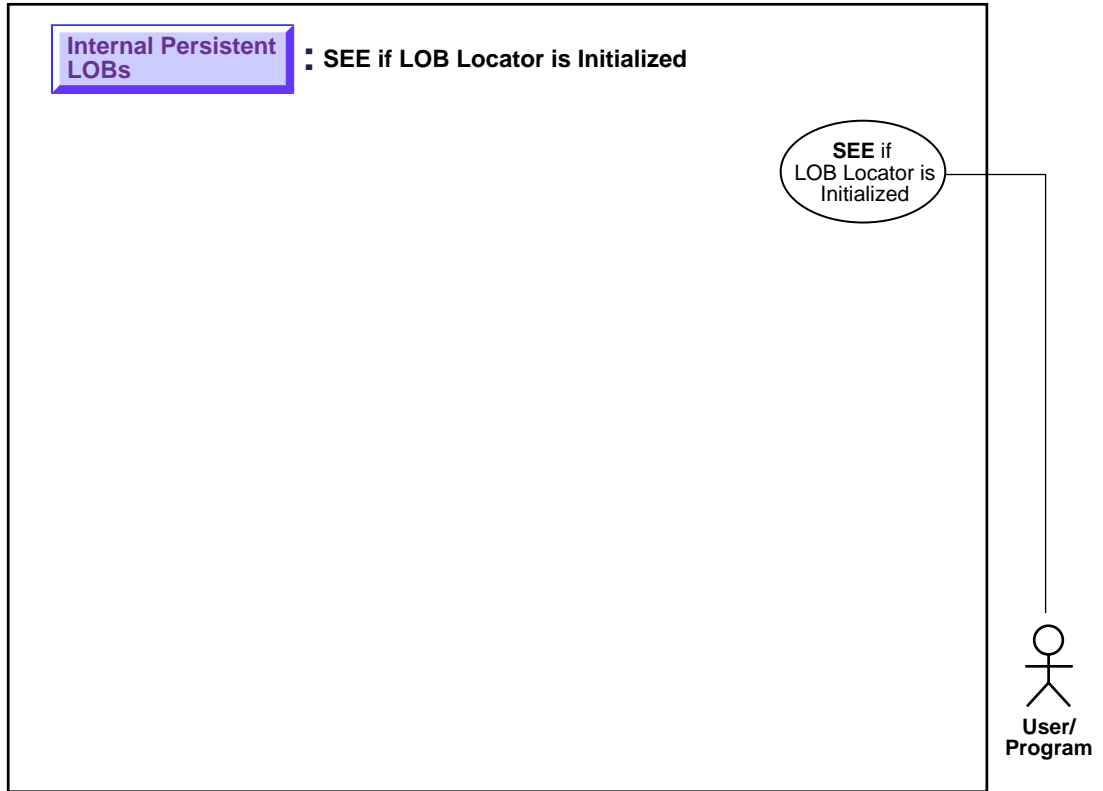 Internal Persistent
LOBs
: SEE if LOB Locator is Initialized
SEE if
LOB Locator is
Initialized
User/
Program